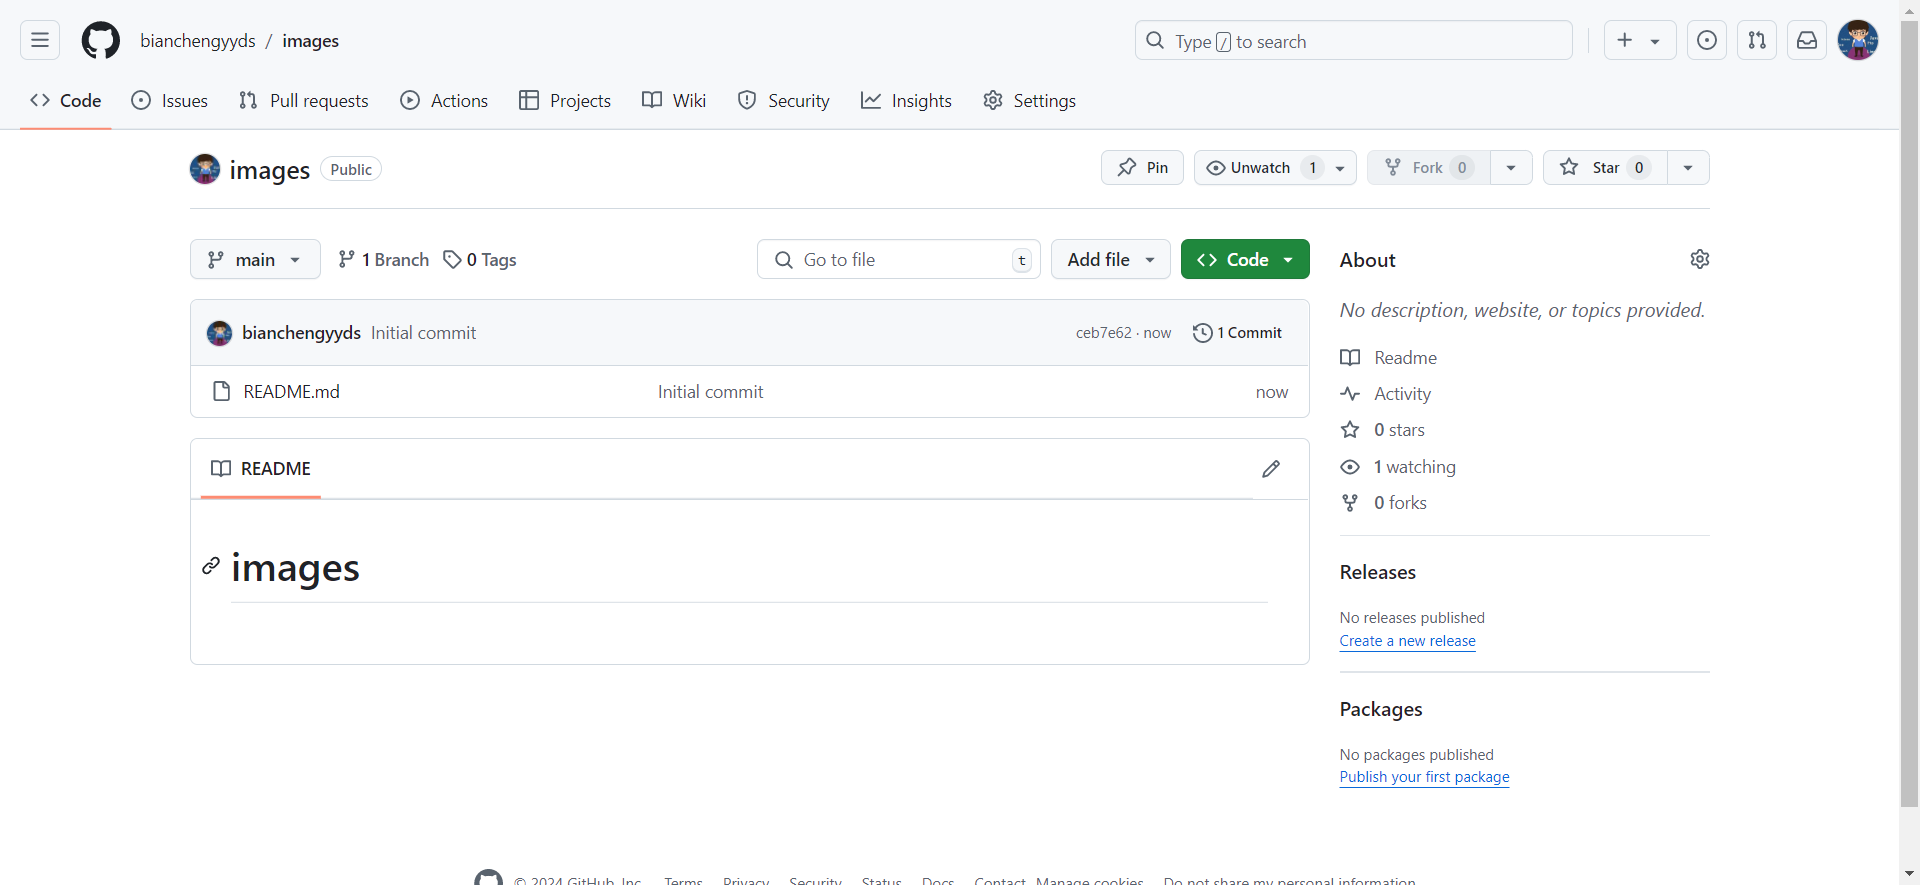 bianchengyyds / images
Type / to search
Code Issues Pull requests Actions Projects Wiki Security Insights Settings
images Public
Pin Unwatch 1 Fork 0 Star 0
main 1 Branch 0 Tags Go to file t Add file Code
bianchengyyds Initial commit ceb7e62 · now 1 Commit
README.md Initial commit now
README
images
About
No description, website, or topics provided.
Readme
Activity
0 stars
1 watching
0 forks
Releases
No releases published
Create a new release
Packages
No packages published
Publish your first package
© 2024 GitHub, Inc. Terms Privacy Security Status Docs Contact Manage cookies Do not share my personal information